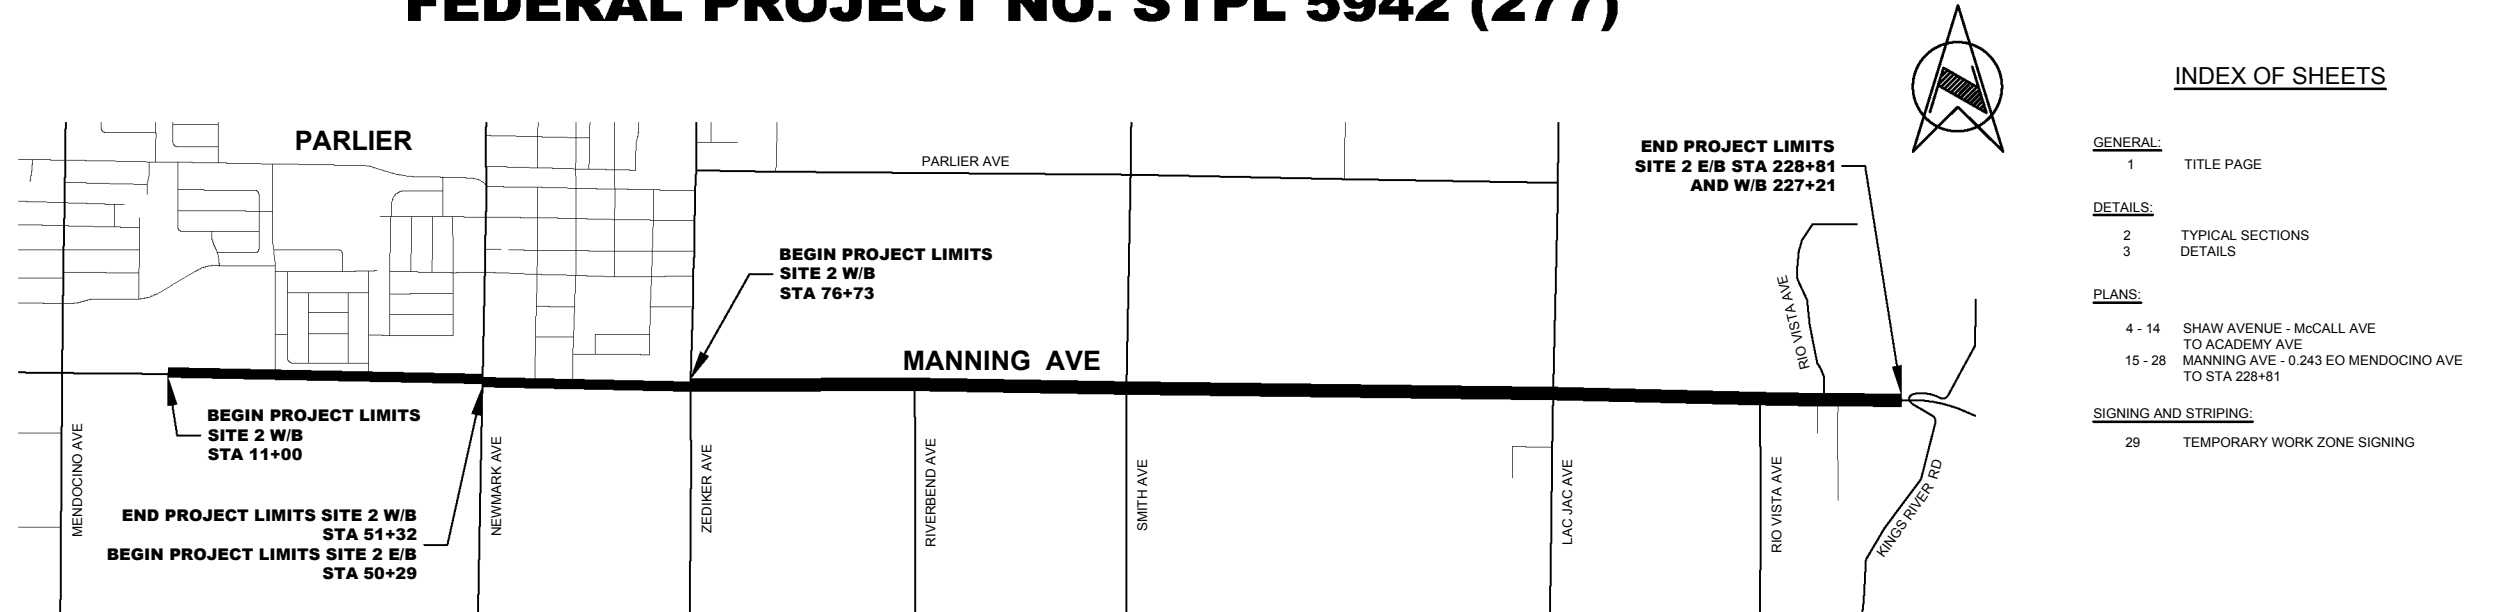 FEDERAL PROJECT NO. STPL 5942 (277)
PARLIER
PARLIER AVE
END PROJECT LIMITS
SITE 2 E/B STA 228+81
AND W/B 227+21
BEGIN PROJECT LIMITS
SITE 2 W/B
STA 76+73
MANNING AVE
RIO VISTA AVE
BEGIN PROJECT LIMITS
SITE 2 W/B
STA 11+00
END PROJECT LIMITS SITE 2 W/B
STA 51+32
BEGIN PROJECT LIMITS SITE 2 E/B
STA 50+29
MENDOCINO AVE
NEWMARK AVE
ZEDIKER AVE
RIVERBEND AVE
SMITH AVE
LAC JAC AVE
RIO VISTA AVE
KINGS RIVER RD
INDEX OF SHEETS
GENERAL:
1 TITLE PAGE
DETAILS:
2 TYPICAL SECTIONS
3 DETAILS
PLANS:
4 - 14 SHAW AVENUE - McCALL AVE
TO ACADEMY AVE
15 - 28 MANNING AVE - 0.243 EO MENDOCINO AVE
TO STA 228+81
SIGNING AND STRIPING:
29 TEMPORARY WORK ZONE SIGNING